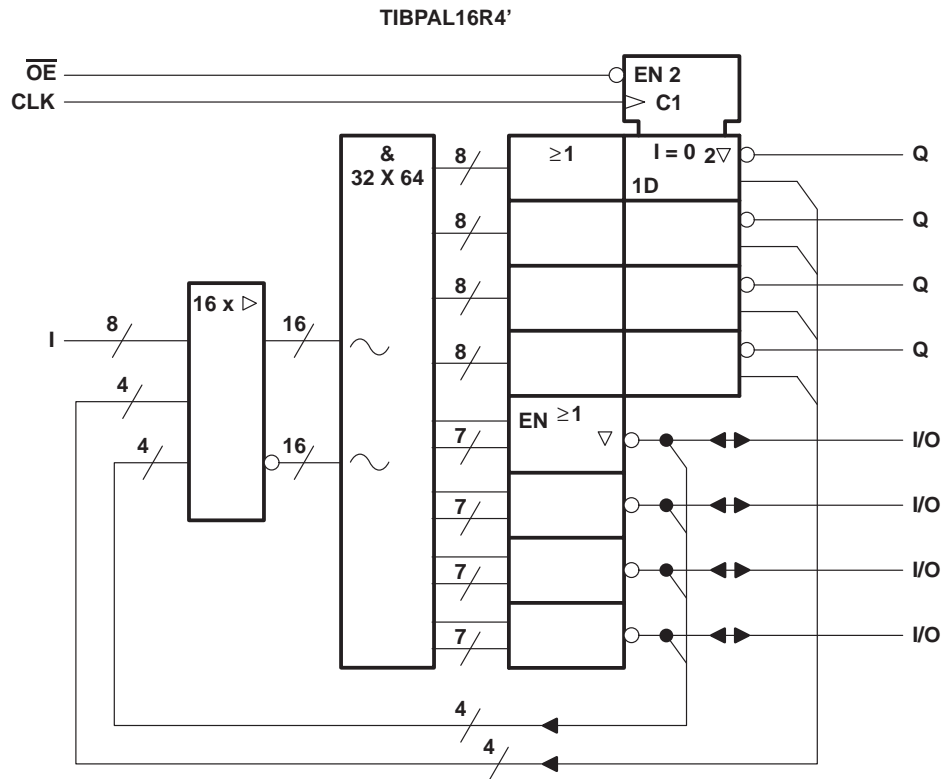 TIBPAL16R4’
OE
EN 2
CLK
C1
&
32 X 64
8
≥1
I = 0 2▽
1D
Q
8
Q
8
Q
16 x ▷
I
8
16
8
Q
4
EN ≥1
▽
7
I/O
4
16
7
I/O
7
I/O
7
I/O
4
4